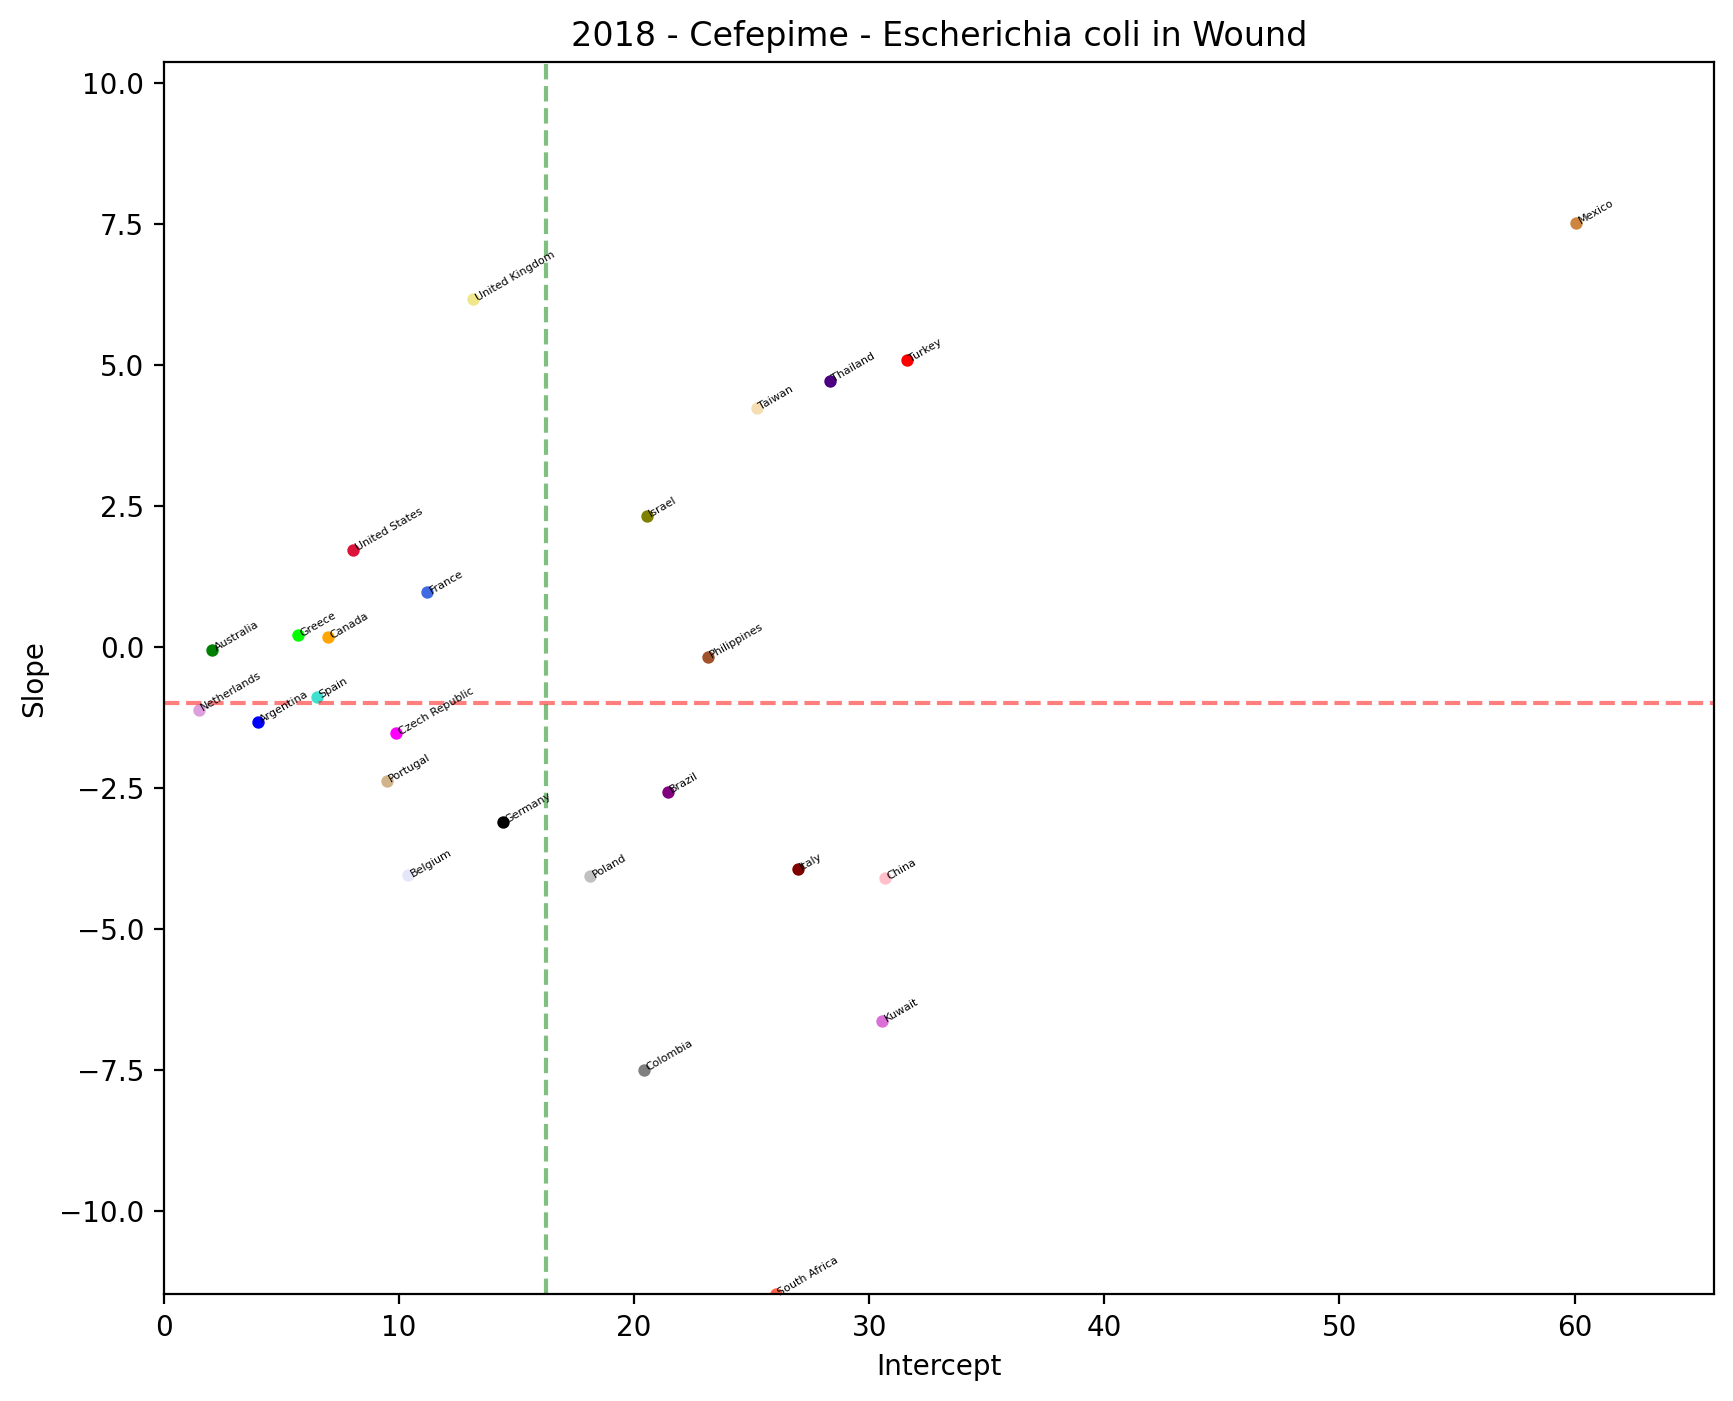 2018 - Cefepime - Escherichia coli in Wound
10.0
7.5
5.0
2.5
0.0
−2.5
−5.0
−7.5
−10.0
Slope
Mexico
United Kingdom
Turkey
Thailand
Taiwan
Israel
United States
France
Greece
Canada
Australia
Philippines
Spain
Netherlands
Argentina
Czech Republic
Portugal
Brazil
Germany
Belgium
Poland
Italy
China
Kuwait
Colombia
South Africa
0
10
20
30
40
50
60
Intercept